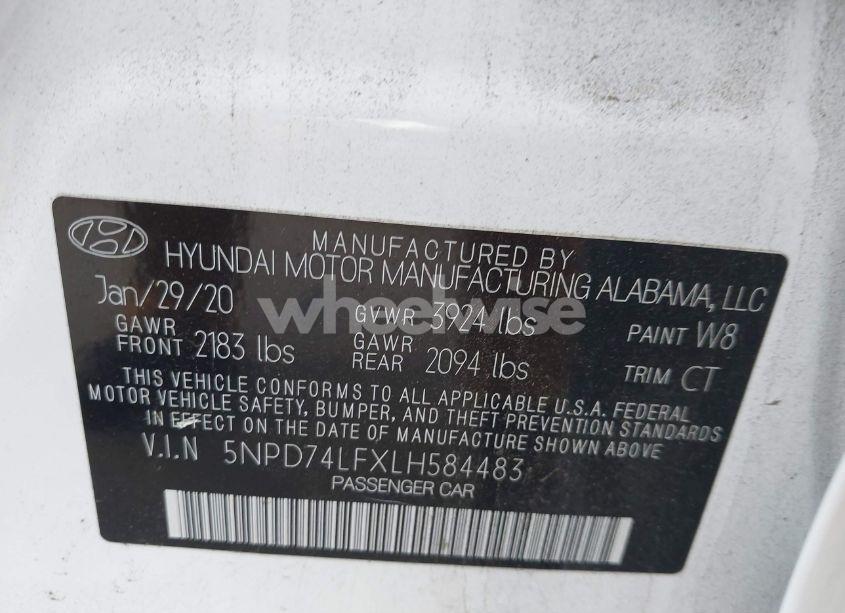 MANUFACTURED BY
HYUNDAI MOTOR MANUFACTURING ALABAMA, LLC
Jan/29/20 GVWR 3924 lbs PAINT W8
GAWR FRONT 2183 lbs GAWR REAR 2094 lbs TRIM CT
THIS VEHICLE CONFORMS TO ALL APPLICABLE U.S.A. FEDERAL
MOTOR VEHICLE SAFETY, BUMPER, AND THEFT PREVENTION STANDARDS
IN EFFECT ON THE DATE OF MANUFACTURE SHOWN ABOVE
V.I.N 5NPD74LFXLH584483
PASSENGER CAR
wheelwise